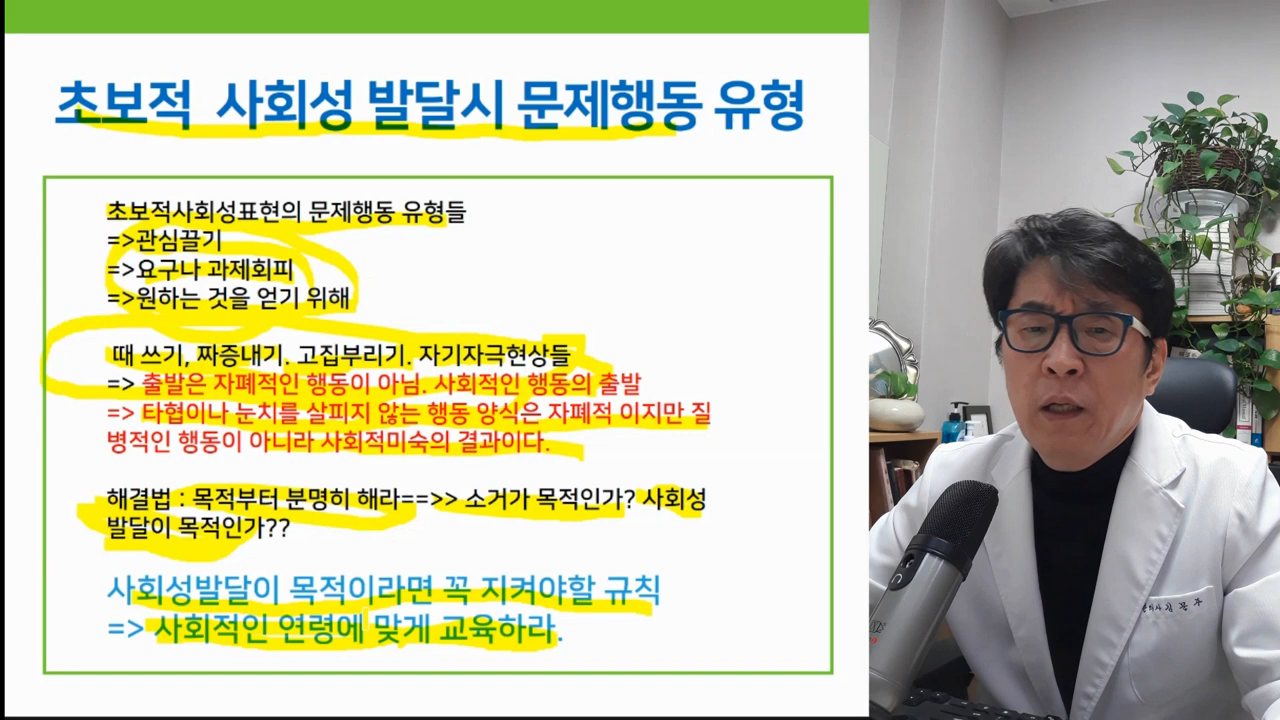 초보적 사회성 발달시 문제행동 유형
초보적사회성표현의 문제행동 유형들
=>관심끌기
=>요구나 과제회피
=>원하는 것을 얻기 위해
때 쓰기, 짜증내기. 고집부리기. 자기자극현상들
=> 출발은 자폐적인 행동이 아님. 사회적인 행동의 출발
=> 타협이나 눈치를 살피지 않는 행동 양식은 자폐적 이지만 질
병적인 행동이 아니라 사회적미숙의 결과이다.
해결법 : 목적부터 분명히 해라==>> 소거가 목적인가? 사회성
발달이 목적인가??
사회성발달이 목적이라면 꼭 지켜야할 규칙
=> 사회적인 연령에 맞게 교육하라.